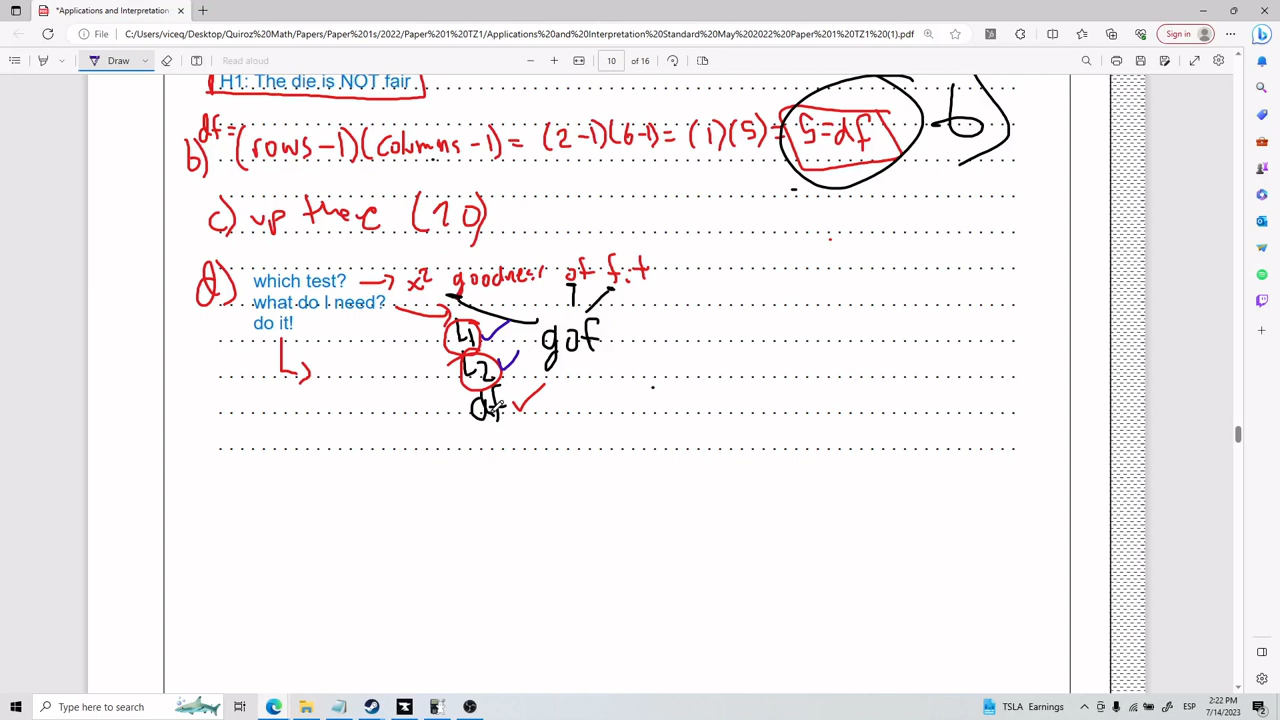 *Applications and Interpretation
C:/Users/viceq/Desktop/Quiroz%20Math/Papers/Paper%201s/2022/Paper%201%20TZ1/Applications%20and%20Interpretation%20Standard%20May%202022%20Paper%201%20TZ1%20(1).pdf
Sign in
Draw
Read aloud
10 of 16
H1: The die is NOT fair
b) df = (rows - 1)(columns - 1) = (2-1)(6-1) = (1)(5) = 5 = df
b)
c) up there (20)
d) which test? → x² goodness of fit
what do I need?
do it!
L1 gof
L2
df
Type here to search
TSLA Earnings
ESP
2:22 PM
7/14/2023